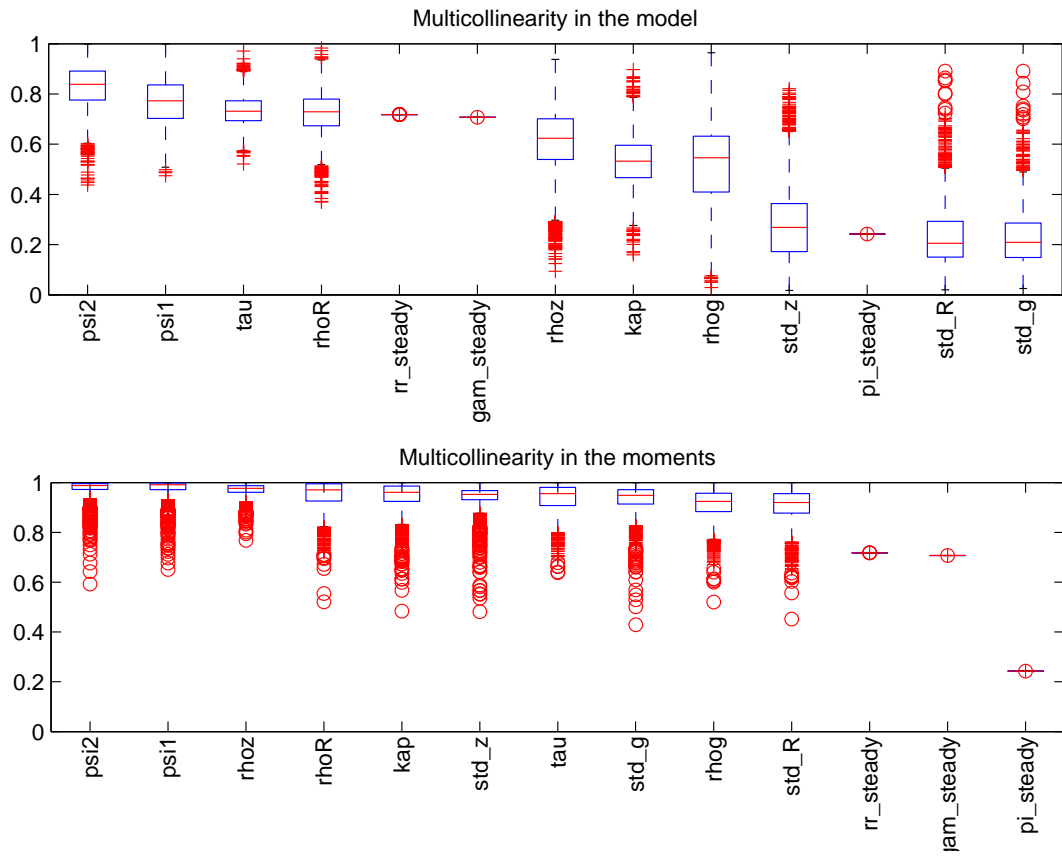 Multicollinearity in the model
1
0.8
0.6
0.4
0.2
0
psi2
psi1
tau
rhoR
rr_steady
gam_steady
rhoz
kap
rhog
std_z
pi_steady
std_R
std_g
Multicollinearity in the moments
1
0.8
0.6
0.4
0.2
0
psi2
psi1
rhoz
rhoR
kap
std_z
tau
std_g
rhog
std_R
rr_steady
gam_steady
pi_steady